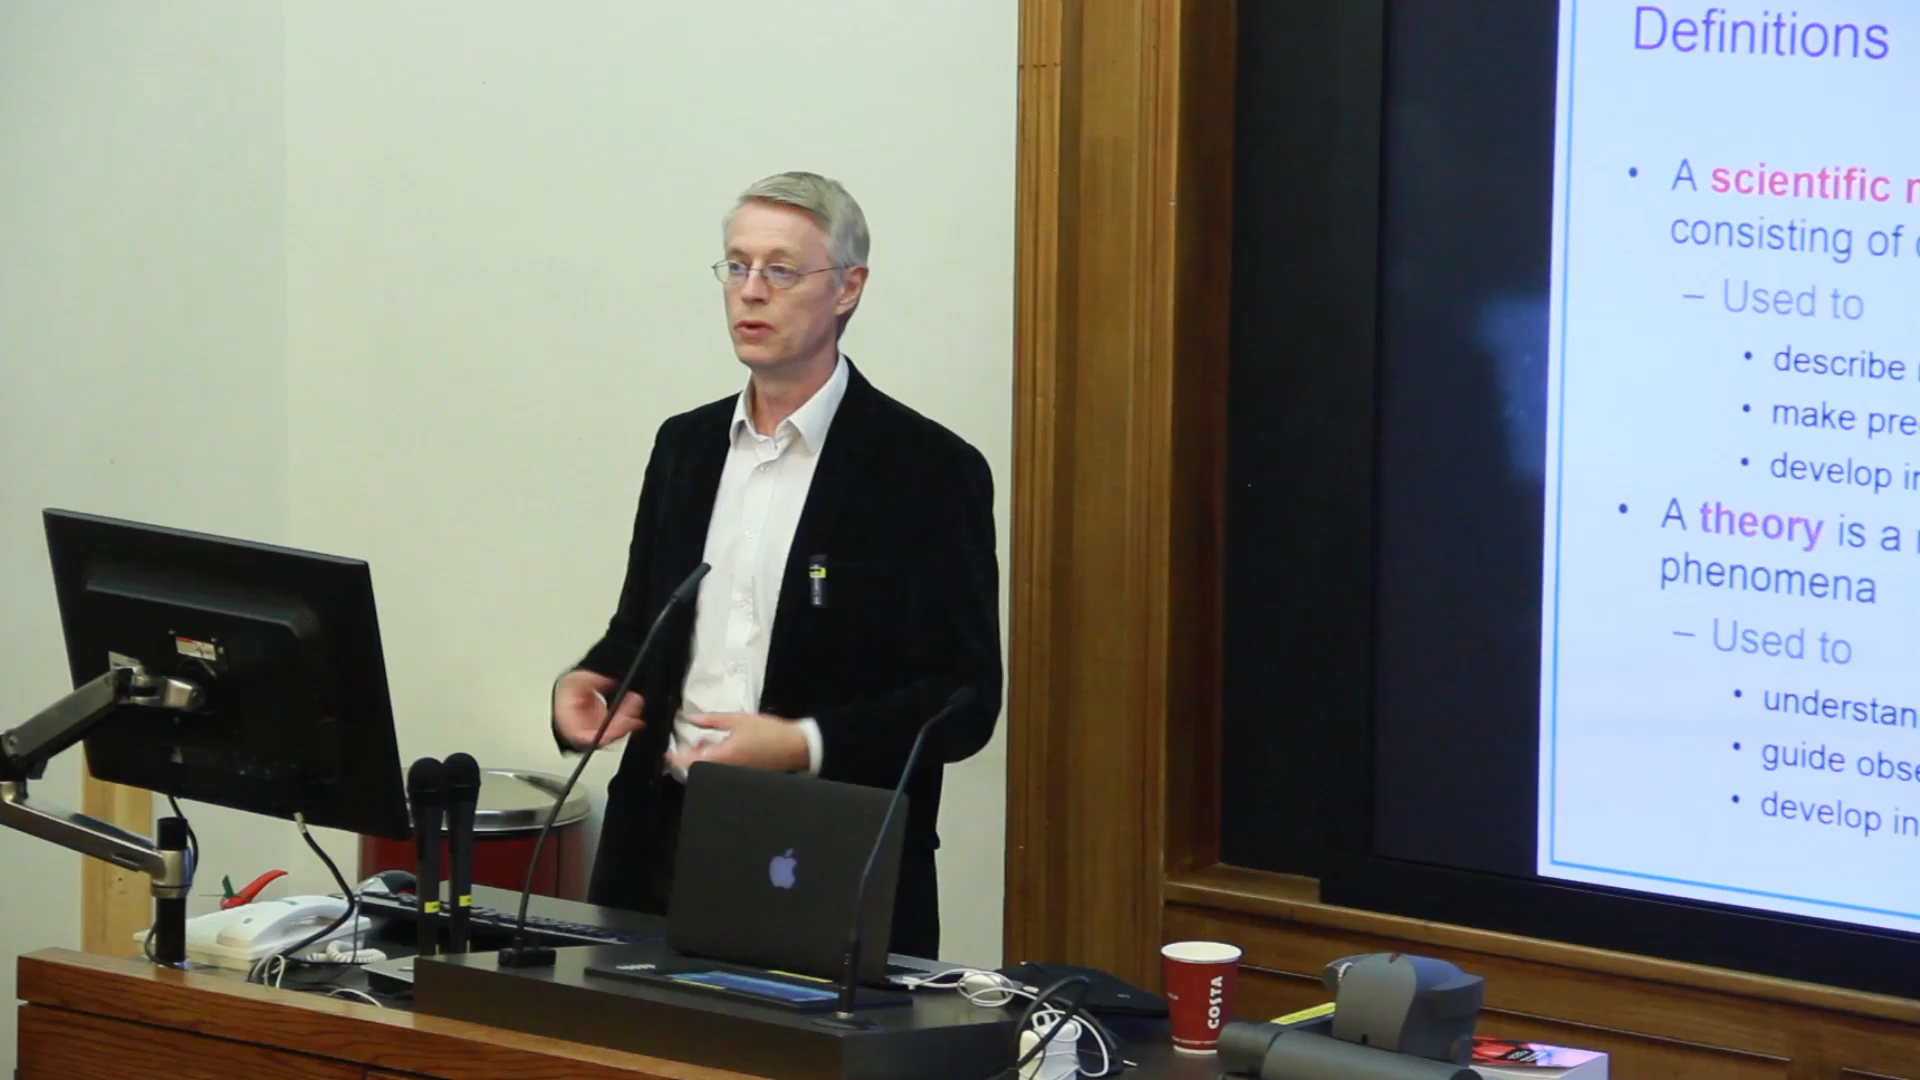 Definitions
• A scientific
consisting of
– Used to
• describe
• make pre
• develop in
• A theory is a
phenomena
– Used to
• understan
• guide obse
• develop in
COSTA